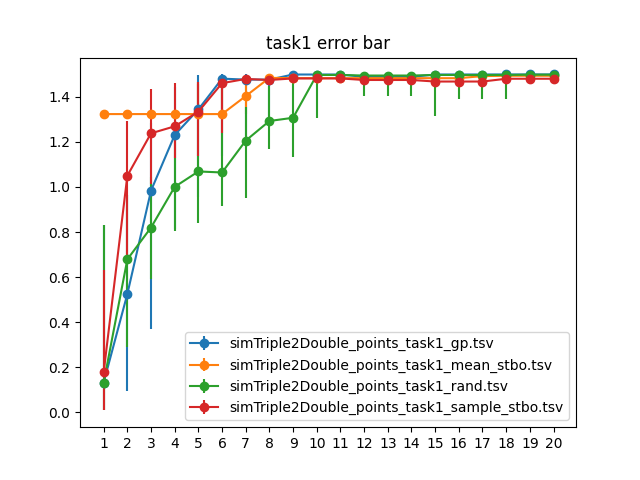 task1 error bar
1.4
1.2
1.0
0.8
0.6
0.4
0.2
0.0
simTriple2Double_points_task1_gp.tsv
simTriple2Double_points_task1_mean_stbo.tsv
simTriple2Double_points_task1_rand.tsv
simTriple2Double_points_task1_sample_stbo.tsv
1 2 3 4 5 6 7 8 9 10 11 12 13 14 15 16 17 18 19 20